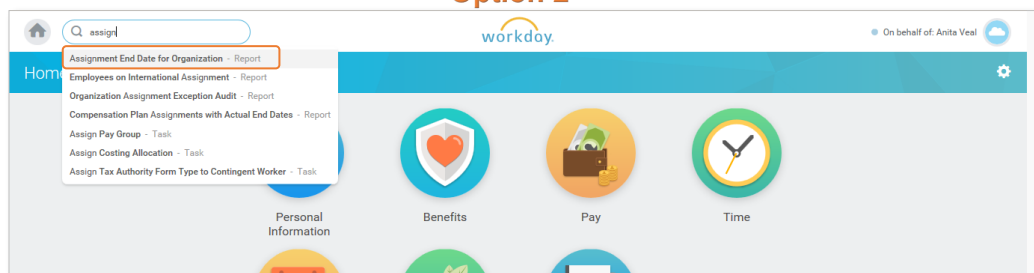 Option 2
assign
workday.
On behalf of: Anita Veal
Assignment End Date for Organization - Report
Home
Employees on International Assignment - Report
Organization Assignment Exception Audit - Report
Compensation Plan Assignments with Actual End Dates - Report
Assign Pay Group - Task
Assign Costing Allocation - Task
Assign Tax Authority Form Type to Contingent Worker - Task
Personal
Information
Benefits
Pay
Time